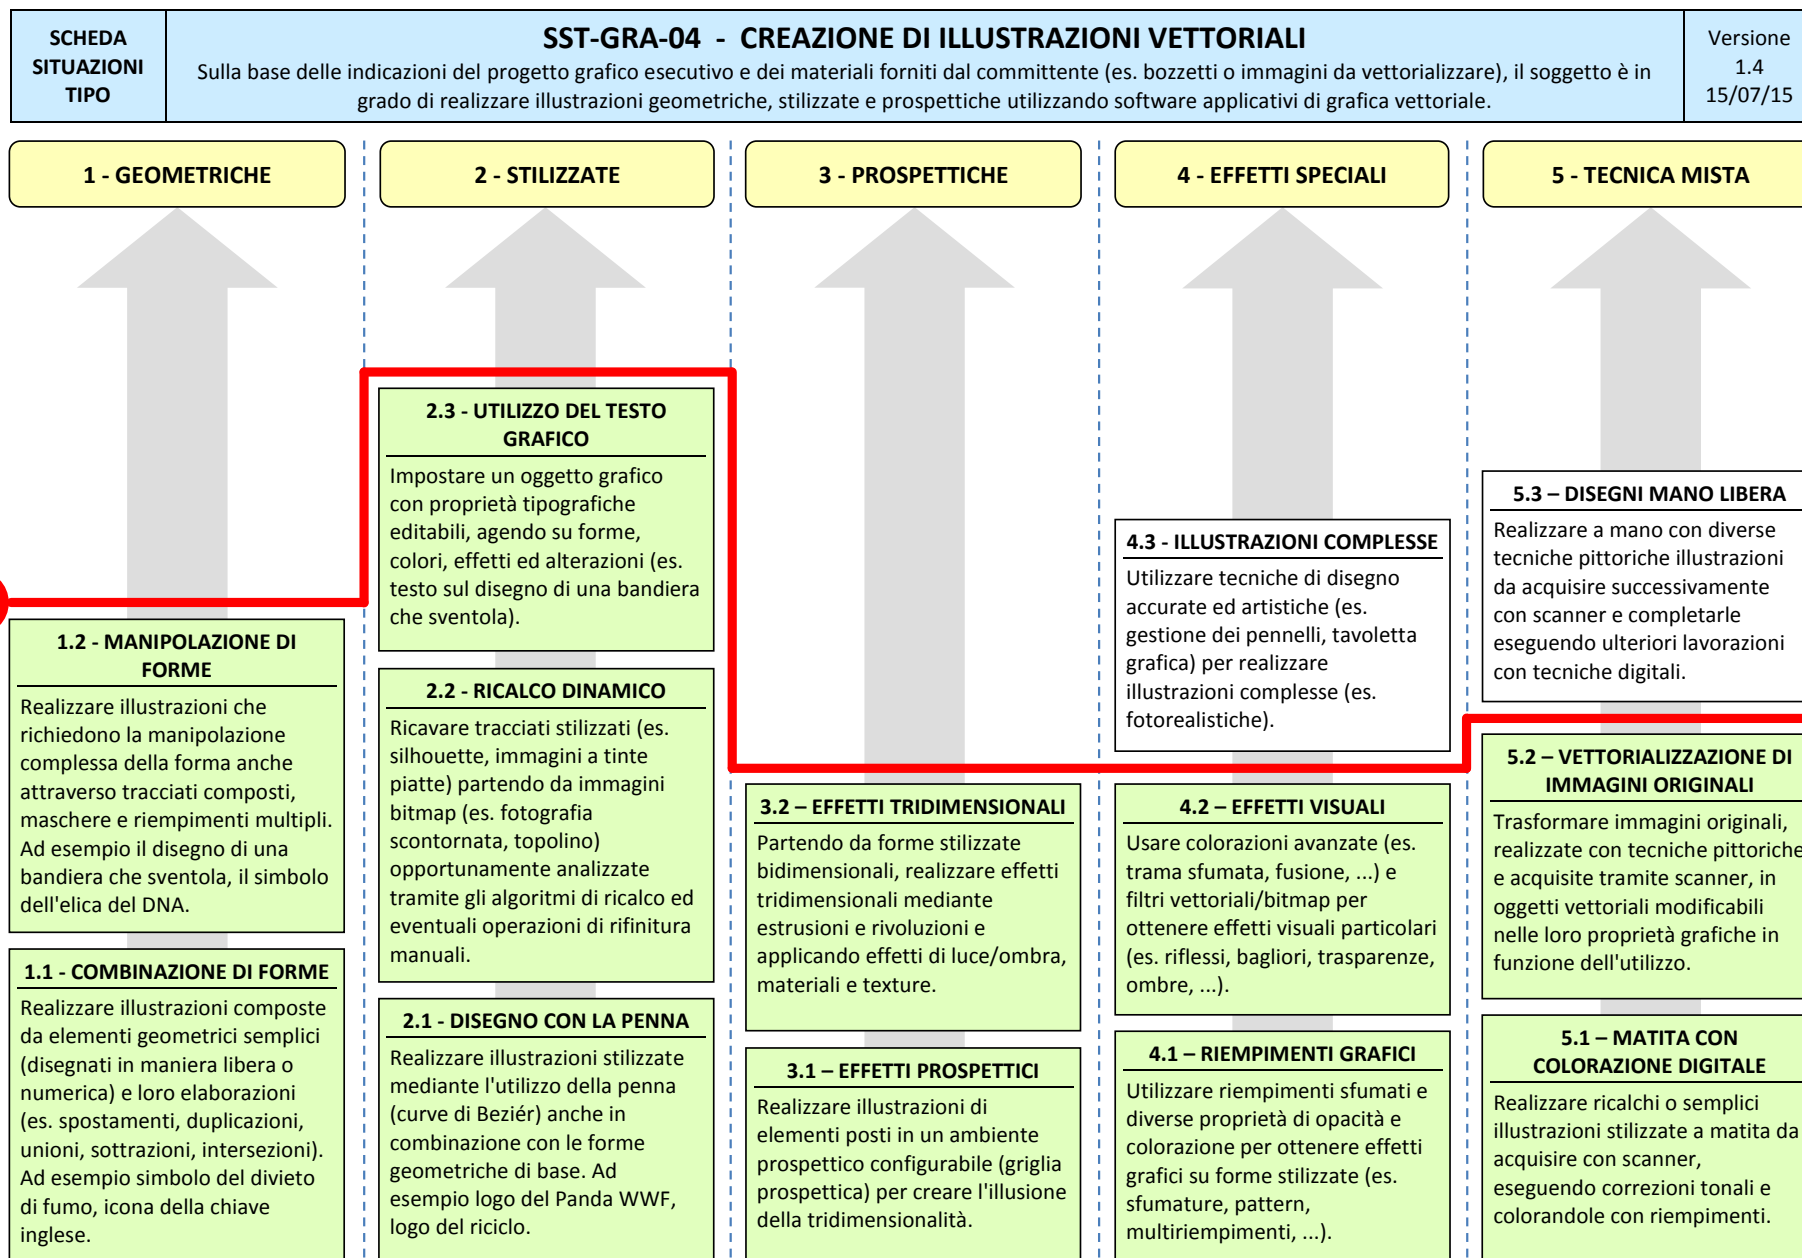 SCHEDA
SITUAZIONI
TIPO
SST-GRA-04 - CREAZIONE DI ILLUSTRAZIONI VETTORIALI
Sulla base delle indicazioni del progetto grafico esecutivo e dei materiali forniti dal committente (es. bozzetti o immagini da vettorializzare), il soggetto è in
grado di realizzare illustrazioni geometriche, stilizzate e prospettiche utilizzando software applicativi di grafica vettoriale.
Versione
1.4
15/07/15
1 - GEOMETRICHE
2 - STILIZZATE
3 - PROSPETTICHE
4 - EFFETTI SPECIALI
5 - TECNICA MISTA
1.2 - MANIPOLAZIONE DI
FORME
Realizzare illustrazioni che
richiedono la manipolazione
complessa della forma anche
attraverso tracciati composti,
maschere e riempimenti multipli.
Ad esempio il disegno di una
bandiera che sventola, il simbolo
dell'elica del DNA.
1.1 - COMBINAZIONE DI FORME
Realizzare illustrazioni composte
da elementi geometrici semplici
(disegnati in maniera libera o
numerica) e loro elaborazioni
(es. spostamenti, duplicazioni,
unioni, sottrazioni, intersezioni).
Ad esempio simbolo del divieto
di fumo, icona della chiave
inglese.
2.3 - UTILIZZO DEL TESTO
GRAFICO
Impostare un oggetto grafico
con proprietà tipografiche
editabili, agendo su forme,
colori, effetti ed alterazioni (es.
testo sul disegno di una bandiera
che sventola).
2.2 - RICALCO DINAMICO
Ricavare tracciati stilizzati (es.
silhouette, immagini a tinte
piatte) partendo da immagini
bitmap (es. fotografia
scontornata, topolino)
opportunamente analizzate
tramite gli algoritmi di ricalco ed
eventuali operazioni di rifinitura
manuali.
2.1 - DISEGNO CON LA PENNA
Realizzare illustrazioni stilizzate
mediante l'utilizzo della penna
(curve di Beziér) anche in
combinazione con le forme
geometriche di base. Ad
esempio logo del Panda WWF,
logo del riciclo.
3.2 – EFFETTI TRIDIMENSIONALI
Partendo da forme stilizzate
bidimensionali, realizzare effetti
tridimensionali mediante
estrusioni e rivoluzioni e
applicando effetti di luce/ombra,
materiali e texture.
3.1 – EFFETTI PROSPETTICI
Realizzare illustrazioni di
elementi posti in un ambiente
prospettico configurabile (griglia
prospettica) per creare l'illusione
della tridimensionalità.
4.3 - ILLUSTRAZIONI COMPLESSE
Utilizzare tecniche di disegno
accurate ed artistiche (es.
gestione dei pennelli, tavoletta
grafica) per realizzare
illustrazioni complesse (es.
fotorealistiche).
4.2 – EFFETTI VISUALI
Usare colorazioni avanzate (es.
trama sfumata, fusione, ...) e
filtri vettoriali/bitmap per
ottenere effetti visuali particolari
(es. riflessi, bagliori, trasparenze,
ombre, ...).
4.1 – RIEMPIMENTI GRAFICI
Utilizzare riempimenti sfumati e
diverse proprietà di opacità e
colorazione per ottenere effetti
grafici su forme stilizzate (es.
sfumature, pattern,
multiriempimenti, ...).
5.3 – DISEGNI MANO LIBERA
Realizzare a mano con diverse
tecniche pittoriche illustrazioni
da acquisire successivamente
con scanner e completarle
eseguendo ulteriori lavorazioni
con tecniche digitali.
5.2 – VETTORIALIZZAZIONE DI
IMMAGINI ORIGINALI
Trasformare immagini originali,
realizzate con tecniche pittoriche
e acquisite tramite scanner, in
oggetti vettoriali modificabili
nelle loro proprietà grafiche in
funzione dell'utilizzo.
5.1 – MATITA CON
COLORAZIONE DIGITALE
Realizzare ricalchi o semplici
illustrazioni stilizzate a matita da
acquisire con scanner,
eseguendo correzioni tonali e
colorandole con riempimenti.